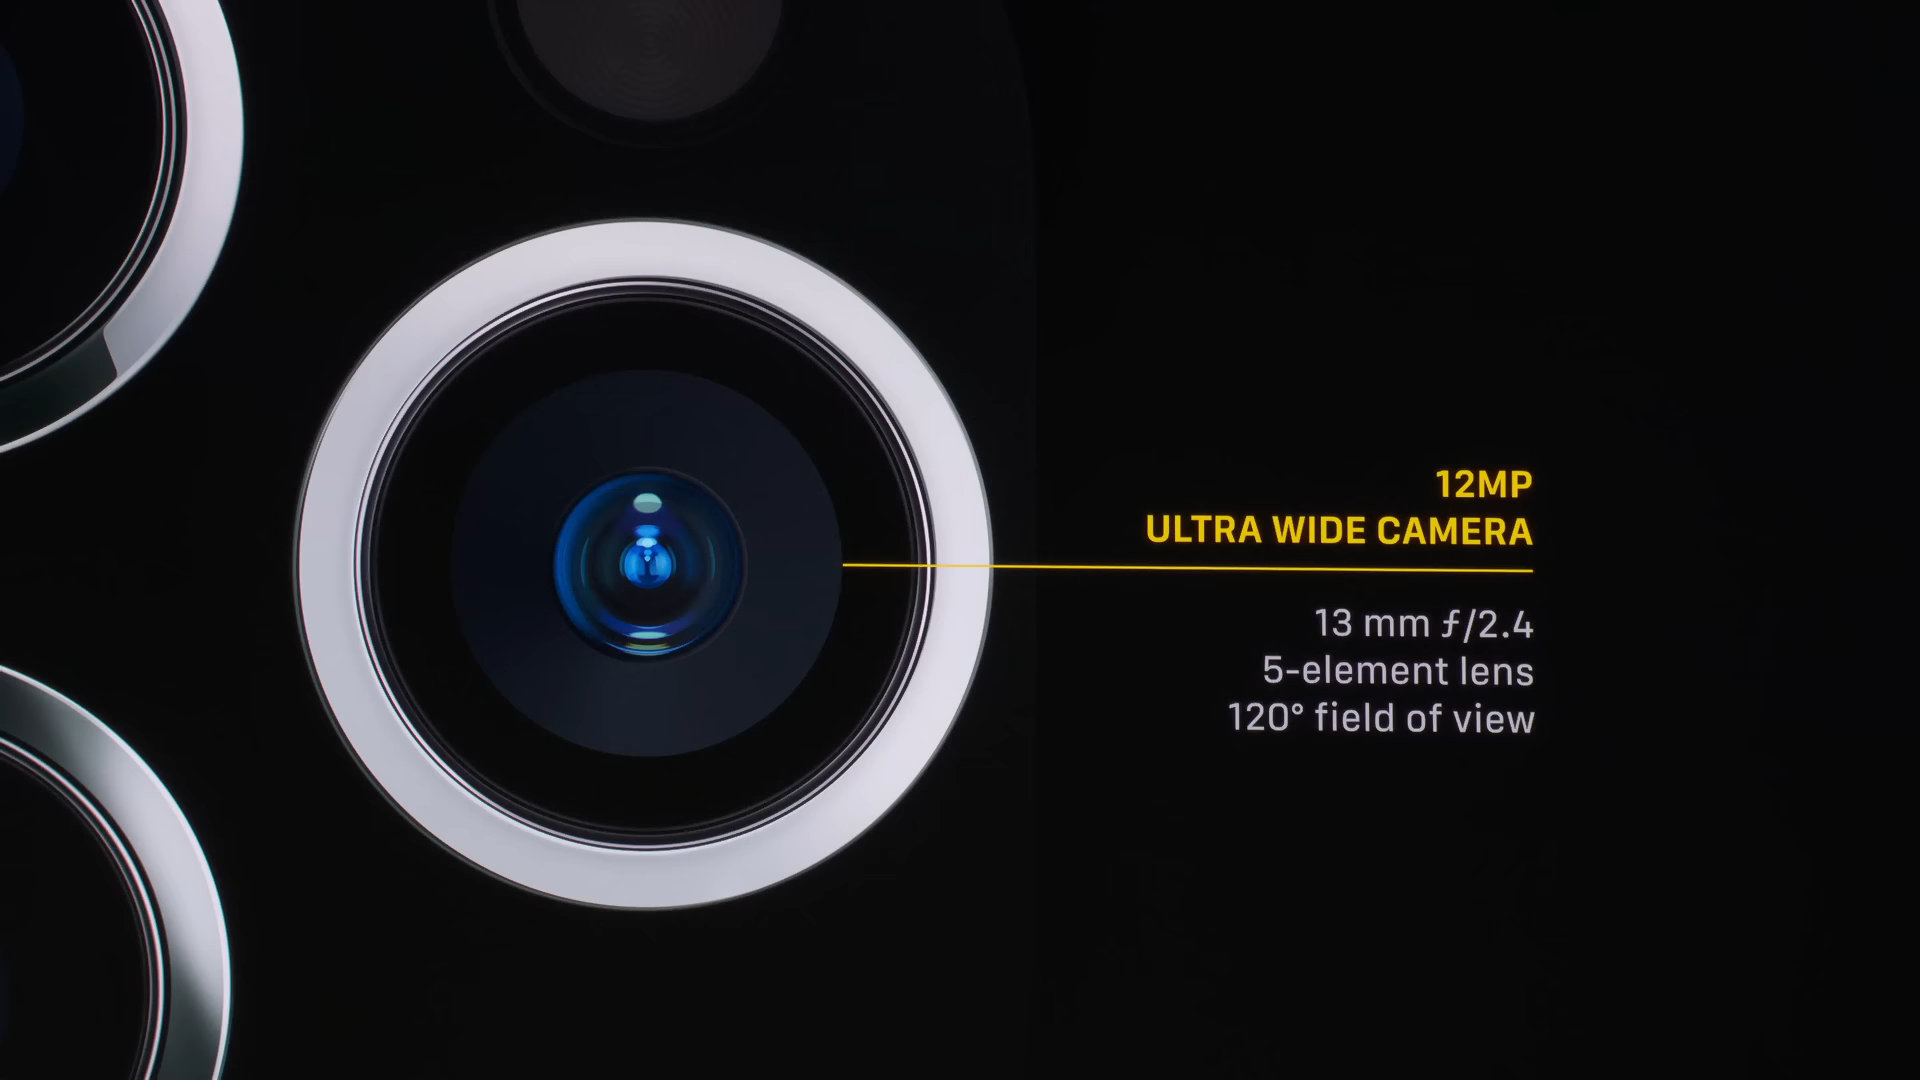 12MP
ULTRA WIDE CAMERA
13 mm ƒ/2.4
5-element lens
120° field of view